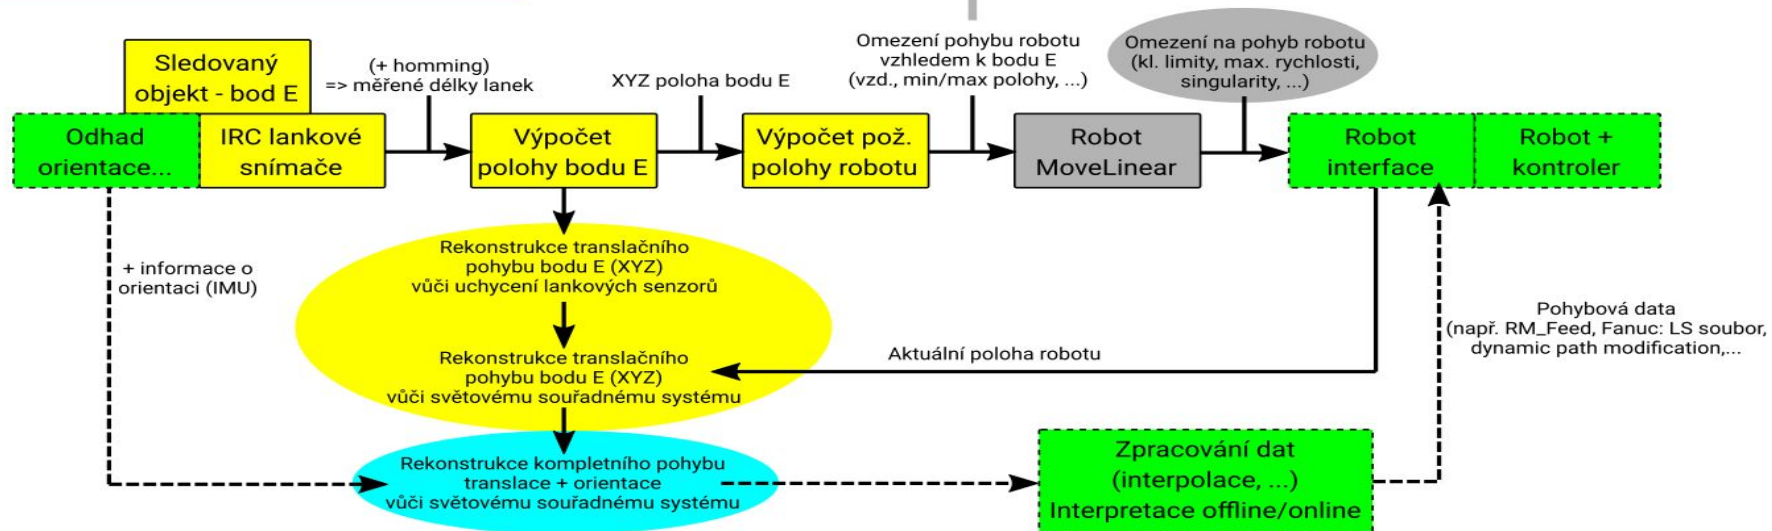 Sledovaný
objekt - bod E
(+ homming)
=> měřené délky lanek
XYZ poloha bodu E
Omezení pohybu robotu
vzhledem k bodu E
(vzd., min/max polohy, ...)
Omezení na pohyb robotu
(kl. limity, max. rychlosti,
singularity, ...)
Odhad
orientace...
IRC lankové
snímače
Výpočet
polohy bodu E
Výpočet pož.
polohy robotu
Robot
MoveLinear
Robot
interface
Robot +
kontroler
+ informace o
orientaci (IMU)
Rekonstrukce translačního
pohybu bodu E (XYZ)
vůči uchycení lankových senzorů
Rekonstrukce translačního
pohybu bodu E (XYZ)
vůči světovému souřadnému systému
Aktuální poloha robotu
Pohybová data
(např. RM_Feed, Fanuc: LS soubor,
dynamic path modification,...
Rekonstrukce kompletního pohybu
translace + orientace
vůči světovému souřadnému systému
Zpracování dat
(interpolace, ...)
Interpretace offline/online